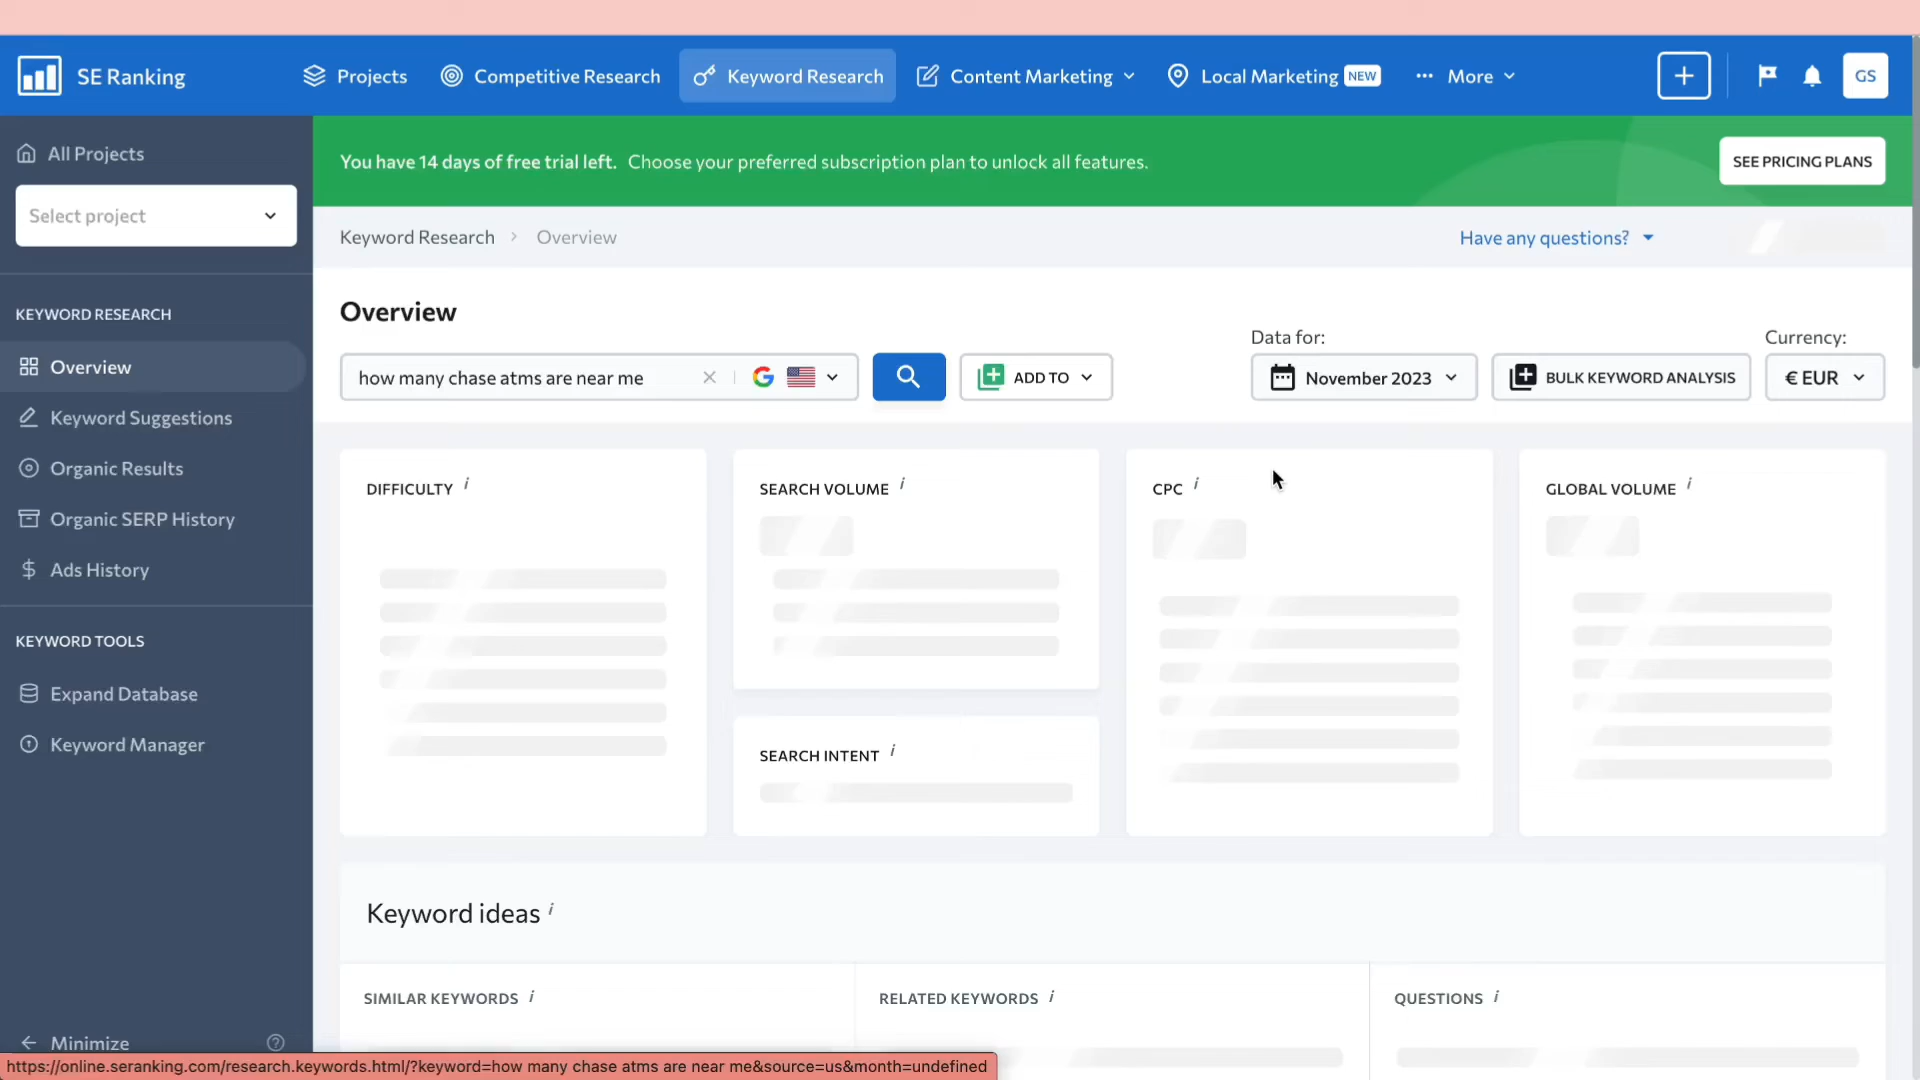 SE Ranking
Projects
Competitive Research
Keyword Research
Content Marketing
Local Marketing NEW
More
GS
All Projects
Select project
KEYWORD RESEARCH
Overview
Keyword Suggestions
Organic Results
Organic SERP History
Ads History
KEYWORD TOOLS
Expand Database
Keyword Manager
Minimize
You have 14 days of free trial left. Choose your preferred subscription plan to unlock all features.
SEE PRICING PLANS
Keyword Research > Overview
Have any questions?
Overview
Data for:
Currency:
how many chase atms are near me
ADD TO
November 2023
BULK KEYWORD ANALYSIS
€ EUR
DIFFICULTY i
SEARCH VOLUME i
CPC i
GLOBAL VOLUME i
SEARCH INTENT i
Keyword ideas i
SIMILAR KEYWORDS i
RELATED KEYWORDS i
QUESTIONS i
https://online.seranking.com/research.keywords.html/?keyword=how many chase atms are near me&source=us&month=undefined